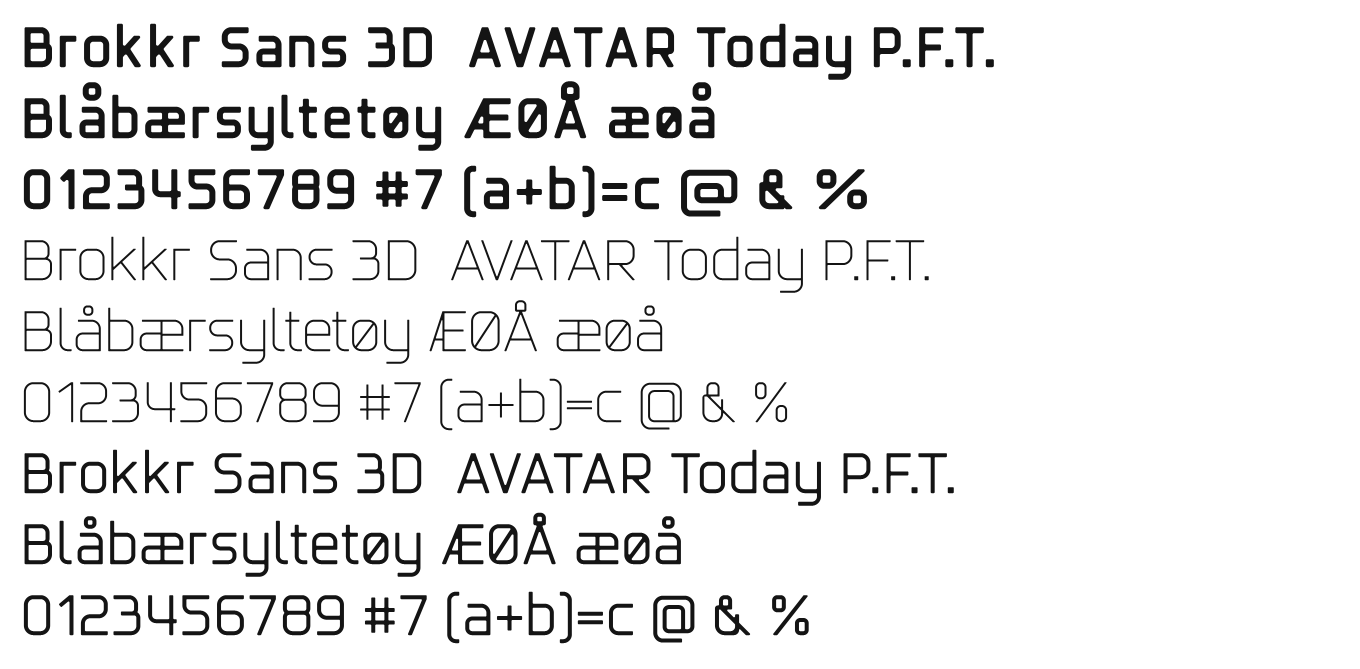 Brokkr Sans 3D  AVATAR Today P.F.T.
Blåbærsyltetøy ÆØÅ æøå
0123456789 #7 (a+b)=c @ & %
Brokkr Sans 3D  AVATAR Today P.F.T.
Blåbærsyltetøy ÆØÅ æøå
0123456789 #7 (a+b)=c @ & %
Brokkr Sans 3D  AVATAR Today P.F.T.
Blåbærsyltetøy ÆØÅ æøå
0123456789 #7 (a+b)=c @ & %